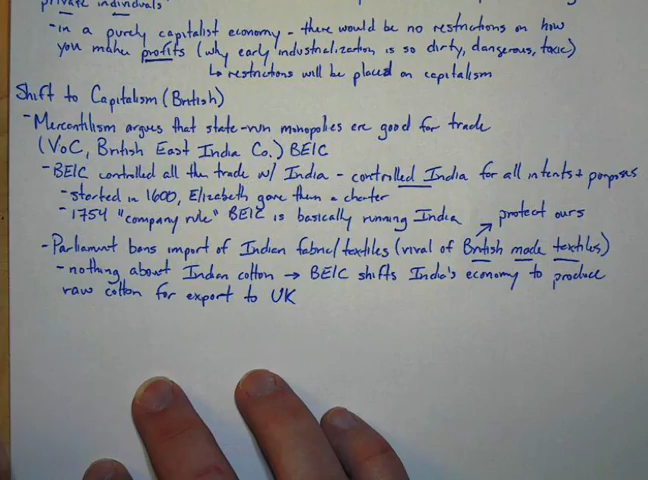 private individuals
- in a purely capitalist economy - there would be no restrictions on how
you make profits (why early industrialization is so dirty, dangerous, toxic)
↳ restrictions will be placed on capitalism
Shift to Capitalism (British)
- Mercantilism argues that state-run monopolies are good for trade
(VoC, British East India Co.) BEIC
- BEIC controlled all the trade w/ India - controlled India for all intents + purposes
- started in 1600, Elizabeth gave them a charter
- 1754 "company rule" BEIC is basically running India
protect ours
- Parliament bans import of Indian fabric/textiles (rival of British made textiles)
- nothing about Indian cotton → BEIC shifts India's economy to produce
raw cotton for export to UK